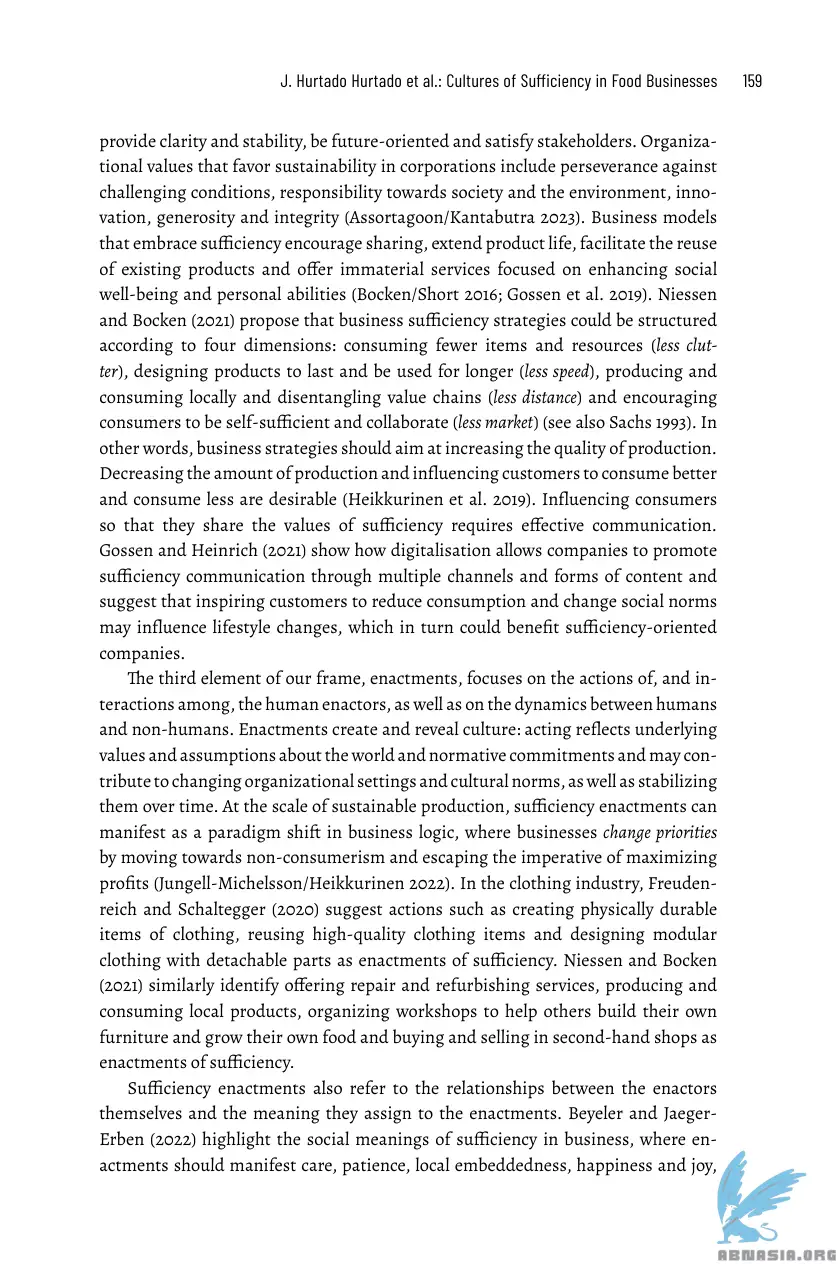 J. Hurtado Hurtado et al.: Cultures of Sufficiency in Food Businesses 159
provide clarity and stability, be future-oriented and satisfy stakeholders. Organiza-
tional values that favor sustainability in corporations include perseverance against
challenging conditions, responsibility towards society and the environment, inno-
vation, generosity and integrity (Assortagoon/Kantabutra 2023). Business models
that embrace sufficiency encourage sharing, extend product life, facilitate the reuse
of existing products and offer immaterial services focused on enhancing social
well-being and personal abilities (Bocken/Short 2016; Gossen et al. 2019). Niessen
and Bocken (2021) propose that business sufficiency strategies could be structured
according to four dimensions: consuming fewer items and resources (less clut-
ter), designing products to last and be used for longer (less speed), producing and
consuming locally and disentangling value chains (less distance) and encouraging
consumers to be self-sufficient and collaborate (less market) (see also Sachs 1993). In
other words, business strategies should aim at increasing the quality of production.
Decreasing the amount of production and influencing customers to consume better
and consume less are desirable (Heikkurinen et al. 2019). Influencing consumers
so that they share the values of sufficiency requires effective communication.
Gossen and Heinrich (2021) show how digitalisation allows companies to promote
sufficiency communication through multiple channels and forms of content and
suggest that inspiring customers to reduce consumption and change social norms
may influence lifestyle changes, which in turn could benefit sufficiency-oriented
companies.
The third element of our frame, enactments, focuses on the actions of, and in-
teractions among, the human enactors, as well as on the dynamics between humans
and non-humans. Enactments create and reveal culture: acting reflects underlying
values and assumptions about the world and normative commitments and may con-
tribute to changing organizational settings and cultural norms, as well as stabilizing
them over time. At the scale of sustainable production, sufficiency enactments can
manifest as a paradigm shift in business logic, where businesses change priorities
by moving towards non-consumerism and escaping the imperative of maximizing
profits (Jungell-Michelsson/Heikkurinen 2022). In the clothing industry, Freuden-
reich and Schaltegger (2020) suggest actions such as creating physically durable
items of clothing, reusing high-quality clothing items and designing modular
clothing with detachable parts as enactments of sufficiency. Niessen and Bocken
(2021) similarly identify offering repair and refurbishing services, producing and
consuming local products, organizing workshops to help others build their own
furniture and grow their own food and buying and selling in second-hand shops as
enactments of sufficiency.
Sufficiency enactments also refer to the relationships between the enactors
themselves and the meaning they assign to the enactments. Beyeler and Jaeger-
Erben (2022) highlight the social meanings of sufficiency in business, where en-
actments should manifest care, patience, local embeddedness, happiness and joy,
ABNASIA.ORG